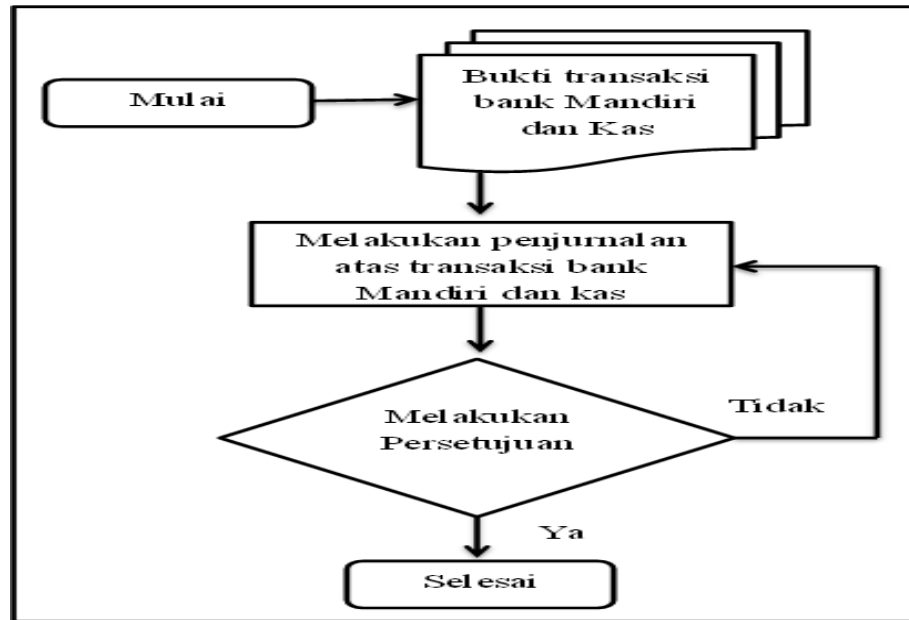 Mulai
Bukti transaksi
bank Mandiri
dan Kas
Melakukan penjurnalan
atas transaksi bank
Mandiri dan kas
Melakukan
Persetujuan
Tidak
Ya
Selesai